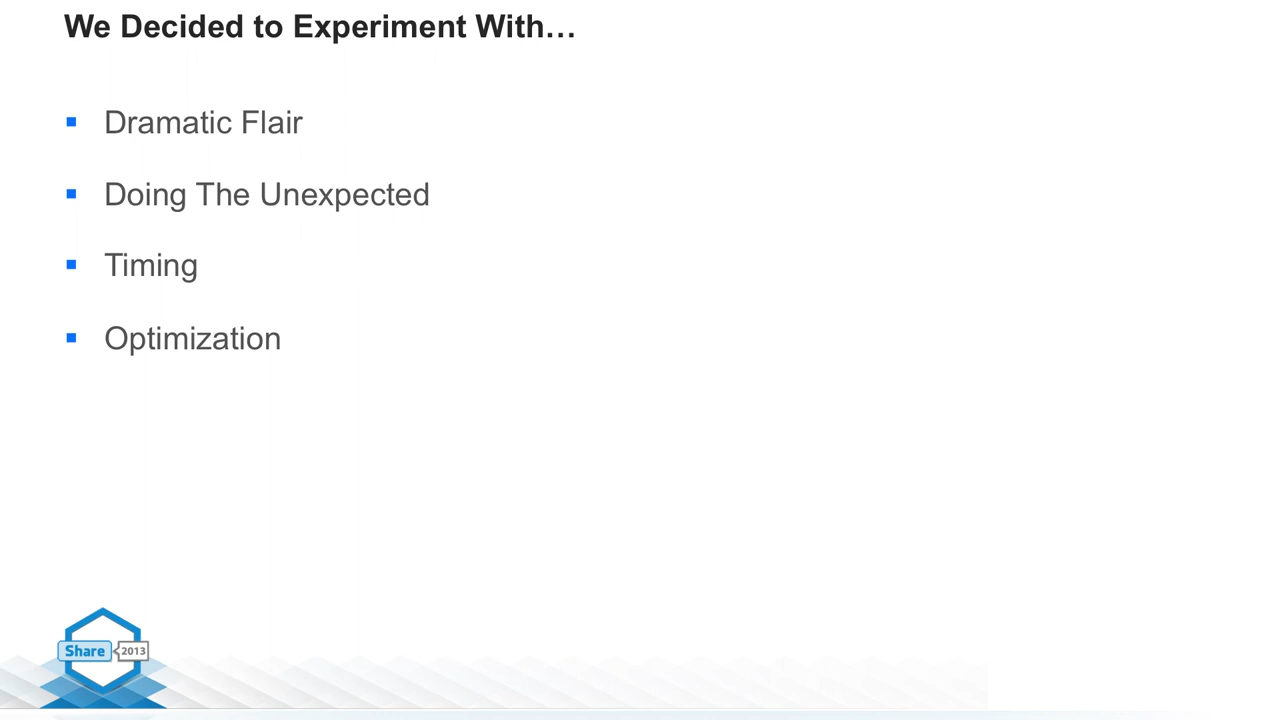 We Decided to Experiment With…
Dramatic Flair
Doing The Unexpected
Timing
Optimization
Share 2013